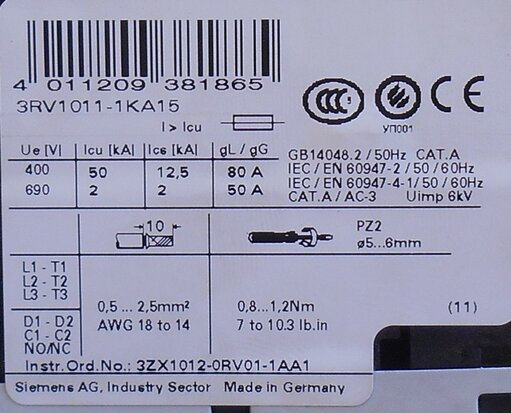 4 011209 381865
3RV1011-1KA15
CCC CE
УП001
I > Icu
Ue [V] Icu [kA] Ics [kA] gL / gG
400 50 12,5 80 A
690 2 2 50 A
GB14048.2 / 50Hz CAT.A
IEC / EN 60947-2 / 50 / 60Hz
IEC / EN 60947-4-1/ 50 / 60Hz
CAT.A / AC-3 Uimp 6kV
10
PZ2
ø5...6mm
L1 - T1
L2 - T2
L3 - T3
D1 - D2
C1 - C2
NO/NC
0,5 ... 2,5mm²
AWG 18 to 14
0,8...1,2Nm
7 to 10.3 lb.in
(11)
Instr.Ord.No.: 3ZX1012-0RV01-1AA1
Siemens AG, Industry Sector Made in Germany